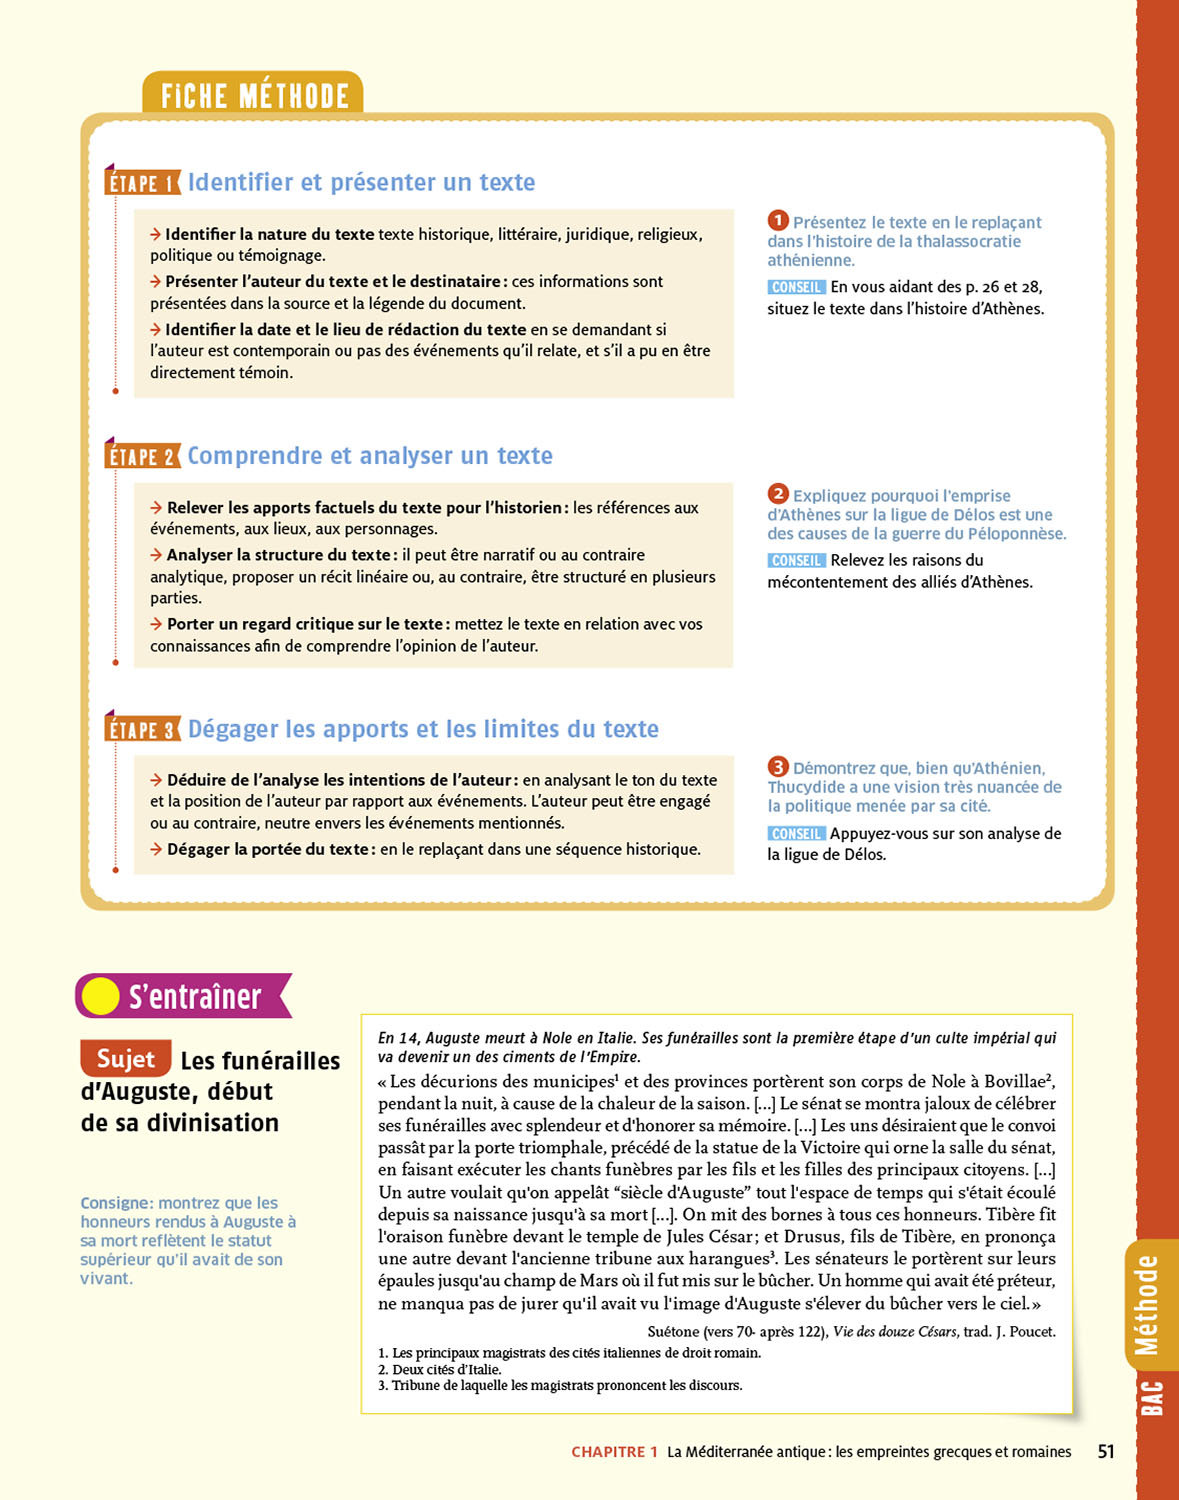 FiCHE MÉTHODE
ÉTAPE 1 Identifier et présenter un texte
→ Identifier la nature du texte texte historique, littéraire, juridique, religieux,
politique ou témoignage.
→ Présenter l'auteur du texte et le destinataire : ces informations sont
présentées dans la source et la légende du document.
→ Identifier la date et le lieu de rédaction du texte en se demandant si
l'auteur est contemporain ou pas des événements qu'il relate, et s'il a pu en être
directement témoin.
1 Présentez le texte en le replaçant
dans l'histoire de la thalassocratie
athénienne.
CONSEIL En vous aidant des p. 26 et 28,
situez le texte dans l'histoire d'Athènes.
ÉTAPE 2 Comprendre et analyser un texte
→ Relever les apports factuels du texte pour l'historien : les références aux
événements, aux lieux, aux personnages.
→ Analyser la structure du texte : il peut être narratif ou au contraire
analytique, proposer un récit linéaire ou, au contraire, être structuré en plusieurs
parties.
→ Porter un regard critique sur le texte : mettez le texte en relation avec vos
connaissances afin de comprendre l'opinion de l'auteur.
2 Expliquez pourquoi l'emprise
d'Athènes sur la ligue de Délos est une
des causes de la guerre du Péloponnèse.
CONSEIL Relevez les raisons du
mécontentement des alliés d'Athènes.
ÉTAPE 3 Dégager les apports et les limites du texte
→ Déduire de l'analyse les intentions de l'auteur : en analysant le ton du texte
et la position de l'auteur par rapport aux événements. L'auteur peut être engagé
ou au contraire, neutre envers les événements mentionnés.
→ Dégager la portée du texte : en le replaçant dans une séquence historique.
3 Démontrez que, bien qu'Athénien,
Thucydide a une vision très nuancée de
la politique menée par sa cité.
CONSEIL Appuyez-vous sur son analyse de
la ligue de Délos.
S'entraîner
Sujet Les funérailles
d'Auguste, début
de sa divinisation
Consigne : montrez que les
honneurs rendus à Auguste à
sa mort reflètent le statut
supérieur qu'il avait de son
vivant.
En 14, Auguste meurt à Nole en Italie. Ses funérailles sont la première étape d'un culte impérial qui
va devenir un des ciments de l'Empire.
« Les décurions des municipes¹ et des provinces portèrent son corps de Nole à Bovillae²,
pendant la nuit, à cause de la chaleur de la saison. [...] Le sénat se montra jaloux de célébrer
ses funérailles avec splendeur et d'honorer sa mémoire. [...] Les uns désiraient que le convoi
passât par la porte triomphale, précédé de la statue de la Victoire qui orne la salle du sénat,
en faisant exécuter les chants funèbres par les fils et les filles des principaux citoyens. [...]
Un autre voulait qu'on appelât “siècle d'Auguste” tout l'espace de temps qui s'était écoulé
depuis sa naissance jusqu'à sa mort [...]. On mit des bornes à tous ces honneurs. Tibère fit
l'oraison funèbre devant le temple de Jules César ; et Drusus, fils de Tibère, en prononça
une autre devant l'ancienne tribune aux harangues³. Les sénateurs le portèrent sur leurs
épaules jusqu'au champ de Mars où il fut mis sur le bûcher. Un homme qui avait été préteur,
ne manqua pas de jurer qu'il avait vu l'image d'Auguste s'élever du bûcher vers le ciel. »
Suétone (vers 70- après 122), Vie des douze Césars, trad. J. Poucet.
1. Les principaux magistrats des cités italiennes de droit romain.
2. Deux cités d'Italie.
3. Tribune de laquelle les magistrats prononcent les discours.
BAC Méthode
CHAPITRE 1 La Méditerranée antique : les empreintes grecques et romaines 51